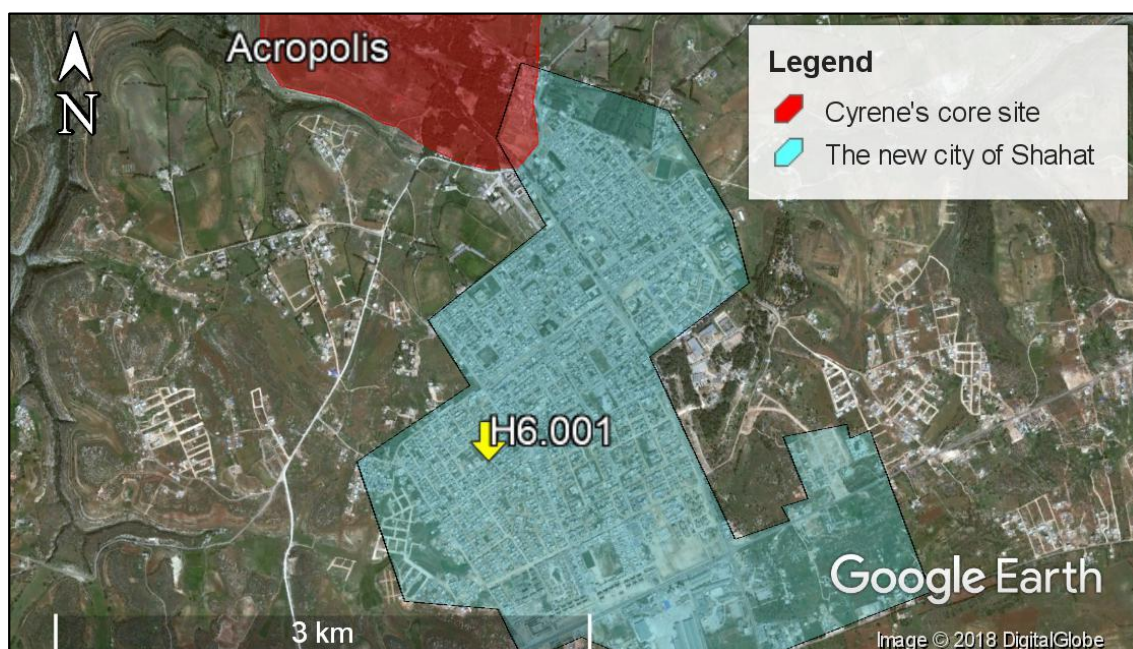 Acropolis
N
Legend
Cyrene's core site
The new city of Shahat
H6.001
Google Earth
3 km
Image © 2018 DigitalGlobe